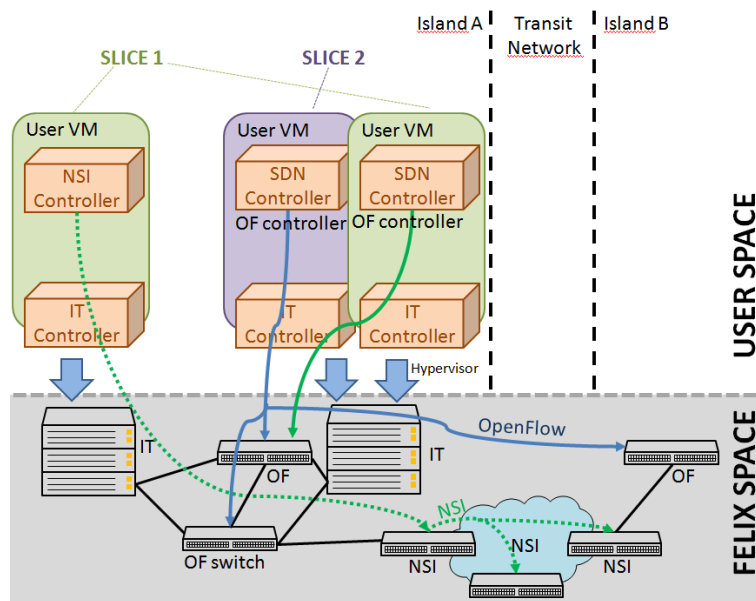 Island A
Transit
Network
Island B
SLICE 1
SLICE 2
User VM
NSI
Controller
IT
Controller
User VM
SDN
Controller
OF controller
IT
Controller
User VM
SDN
Controller
OF controller
IT
Controller
Hypervisor
USER SPACE
IT
OF
IT
OpenFlow
OF
OF switch
NSI
NSI
NSI
NSI
FELIX SPACE